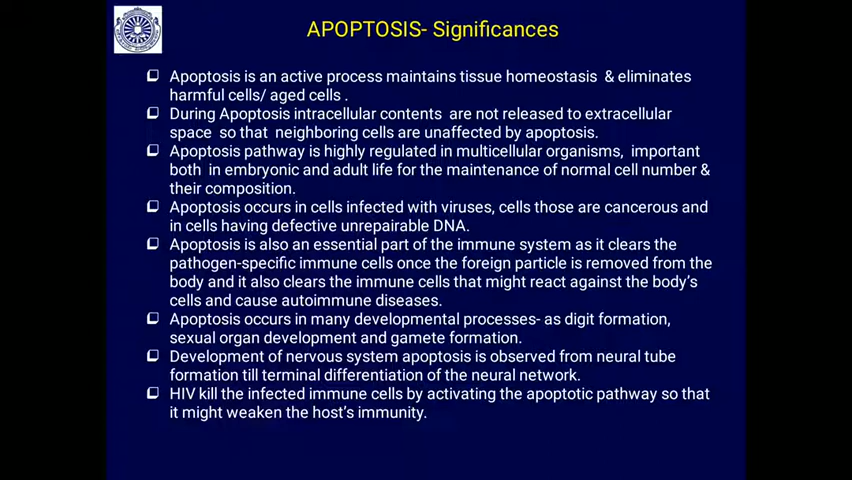 APOPTOSIS- Significances
❑ Apoptosis is an active process maintains tissue homeostasis & eliminates
harmful cells/ aged cells .
❑ During Apoptosis intracellular contents are not released to extracellular
space so that neighboring cells are unaffected by apoptosis.
❑ Apoptosis pathway is highly regulated in multicellular organisms, important
both in embryonic and adult life for the maintenance of normal cell number &
their composition.
❑ Apoptosis occurs in cells infected with viruses, cells those are cancerous and
in cells having defective unrepairable DNA.
❑ Apoptosis is also an essential part of the immune system as it clears the
pathogen-specific immune cells once the foreign particle is removed from the
body and it also clears the immune cells that might react against the body's
cells and cause autoimmune diseases.
❑ Apoptosis occurs in many developmental processes- as digit formation,
sexual organ development and gamete formation.
❑ Development of nervous system apoptosis is observed from neural tube
formation till terminal differentiation of the neural network.
❑ HIV kill the infected immune cells by activating the apoptotic pathway so that
it might weaken the host's immunity.